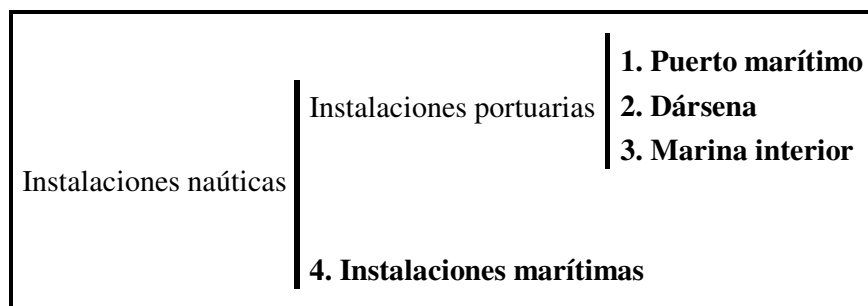 1. Puerto marítimo
Instalaciones portuarias
2. Dársena
3. Marina interior
Instalaciones naúticas
4. Instalaciones marítimas